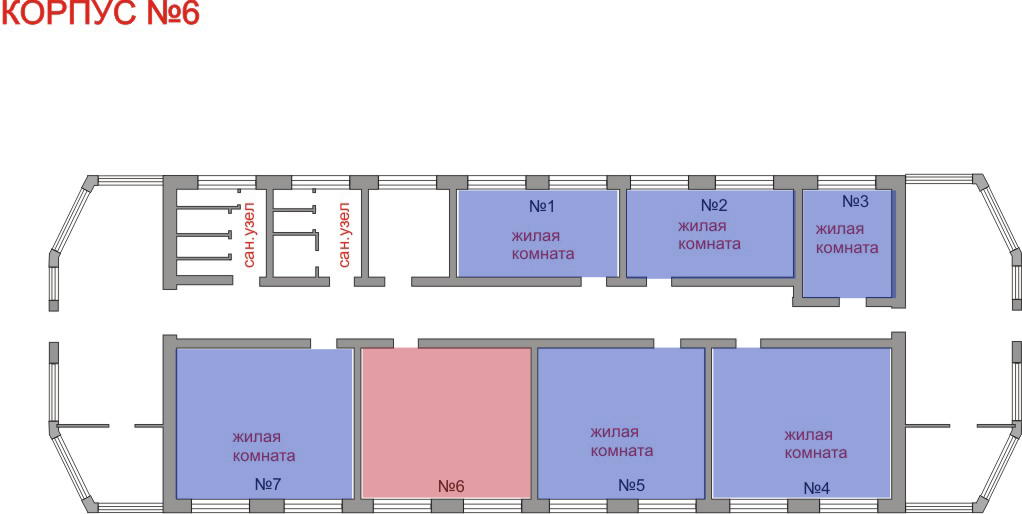 КОРПУС №6
сан.узел
сан.узел
№1
жилая
комната
№2
жилая
комната
№3
жилая
комната
жилая
комната
№7
№6
жилая
комната
№5
жилая
комната
№4